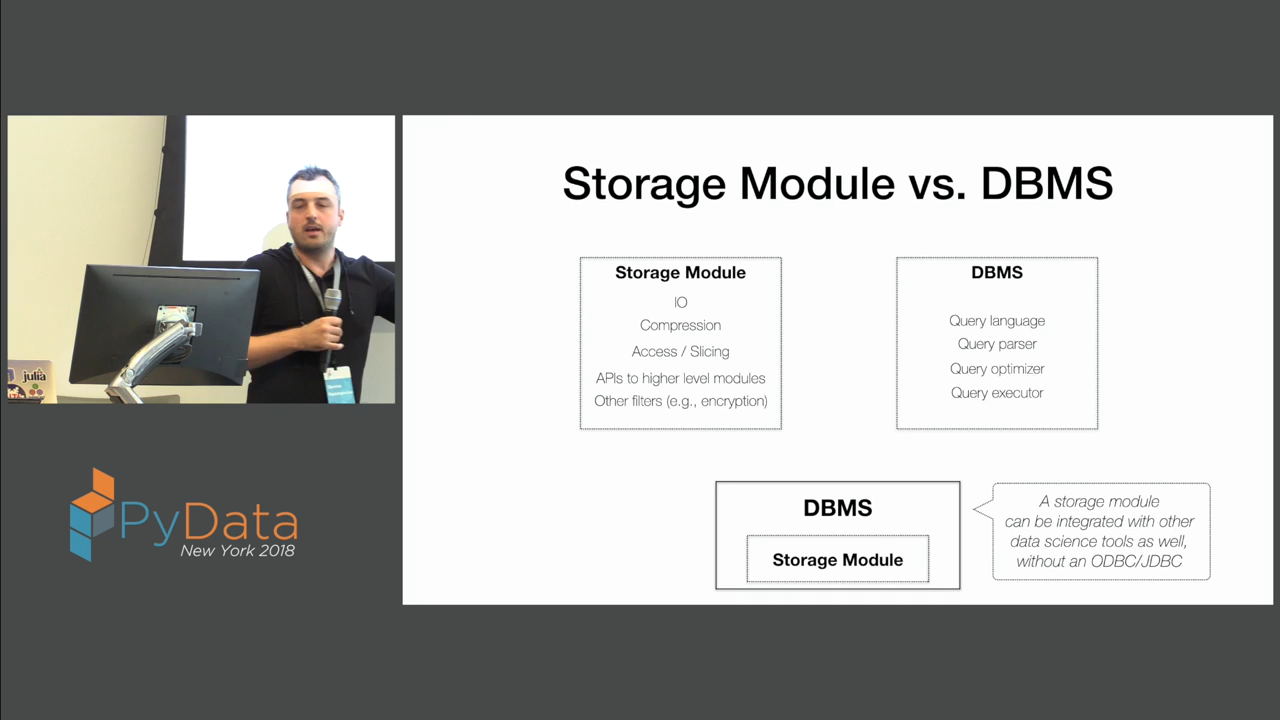 Storage Module vs. DBMS
Storage Module
IO
Compression
Access / Slicing
APIs to higher level modules
Other filters (e.g., encryption)
DBMS
Query language
Query parser
Query optimizer
Query executor
DBMS
Storage Module
A storage module
can be integrated with other
data science tools as well,
without an ODBC/JDBC
julia
PyData
New York 2018